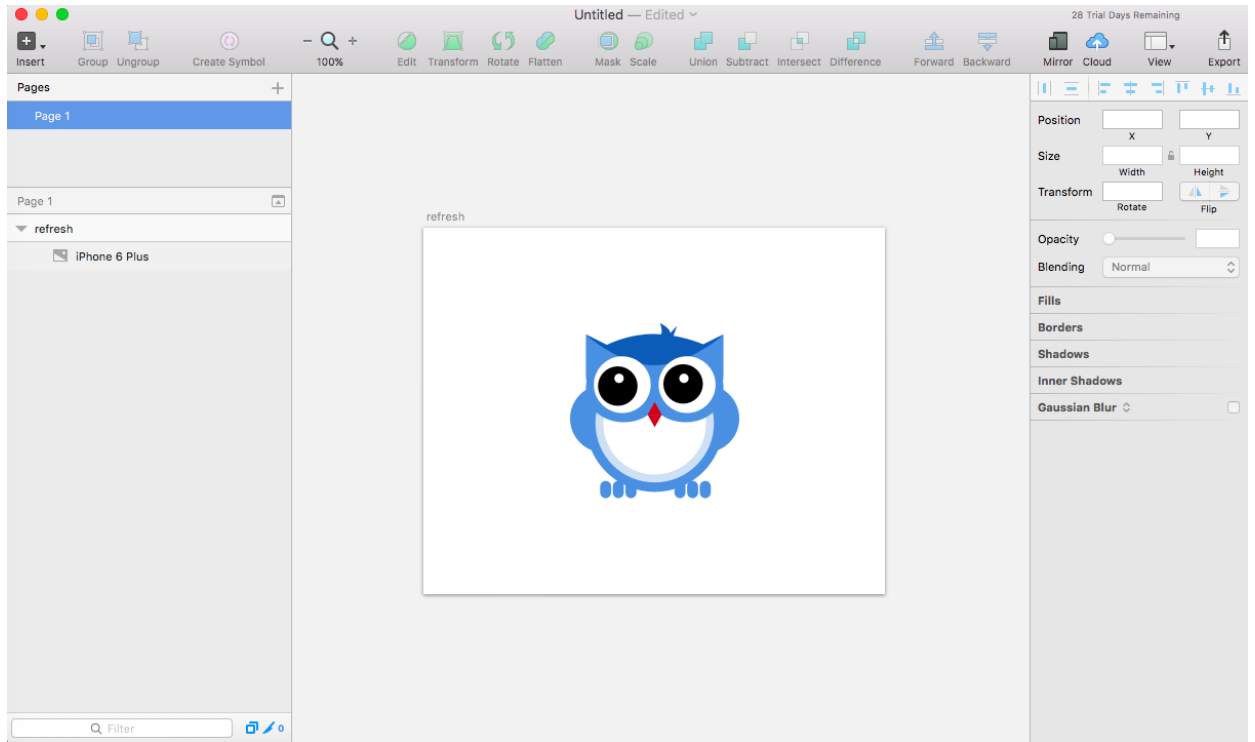 Untitled — Edited
28 Trial Days Remaining
Insert Group Ungroup Create Symbol 100% Edit Transform Rotate Flatten Mask Scale Union Subtract Intersect Difference Forward Backward Mirror Cloud View Export
Pages
Page 1
Page 1
refresh
iPhone 6 Plus
Filter
0
refresh
Position
X Y
Size
Width Height
Transform
Rotate Flip
Opacity
Blending Normal
Fills
Borders
Shadows
Inner Shadows
Gaussian Blur